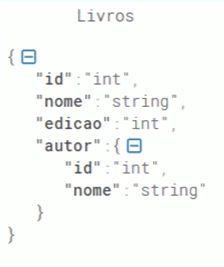 Livros
{
"id":"int",
"nome":"string",
"edicao":"int",
"autor":{
"id":"int",
"nome":"string"
}
}